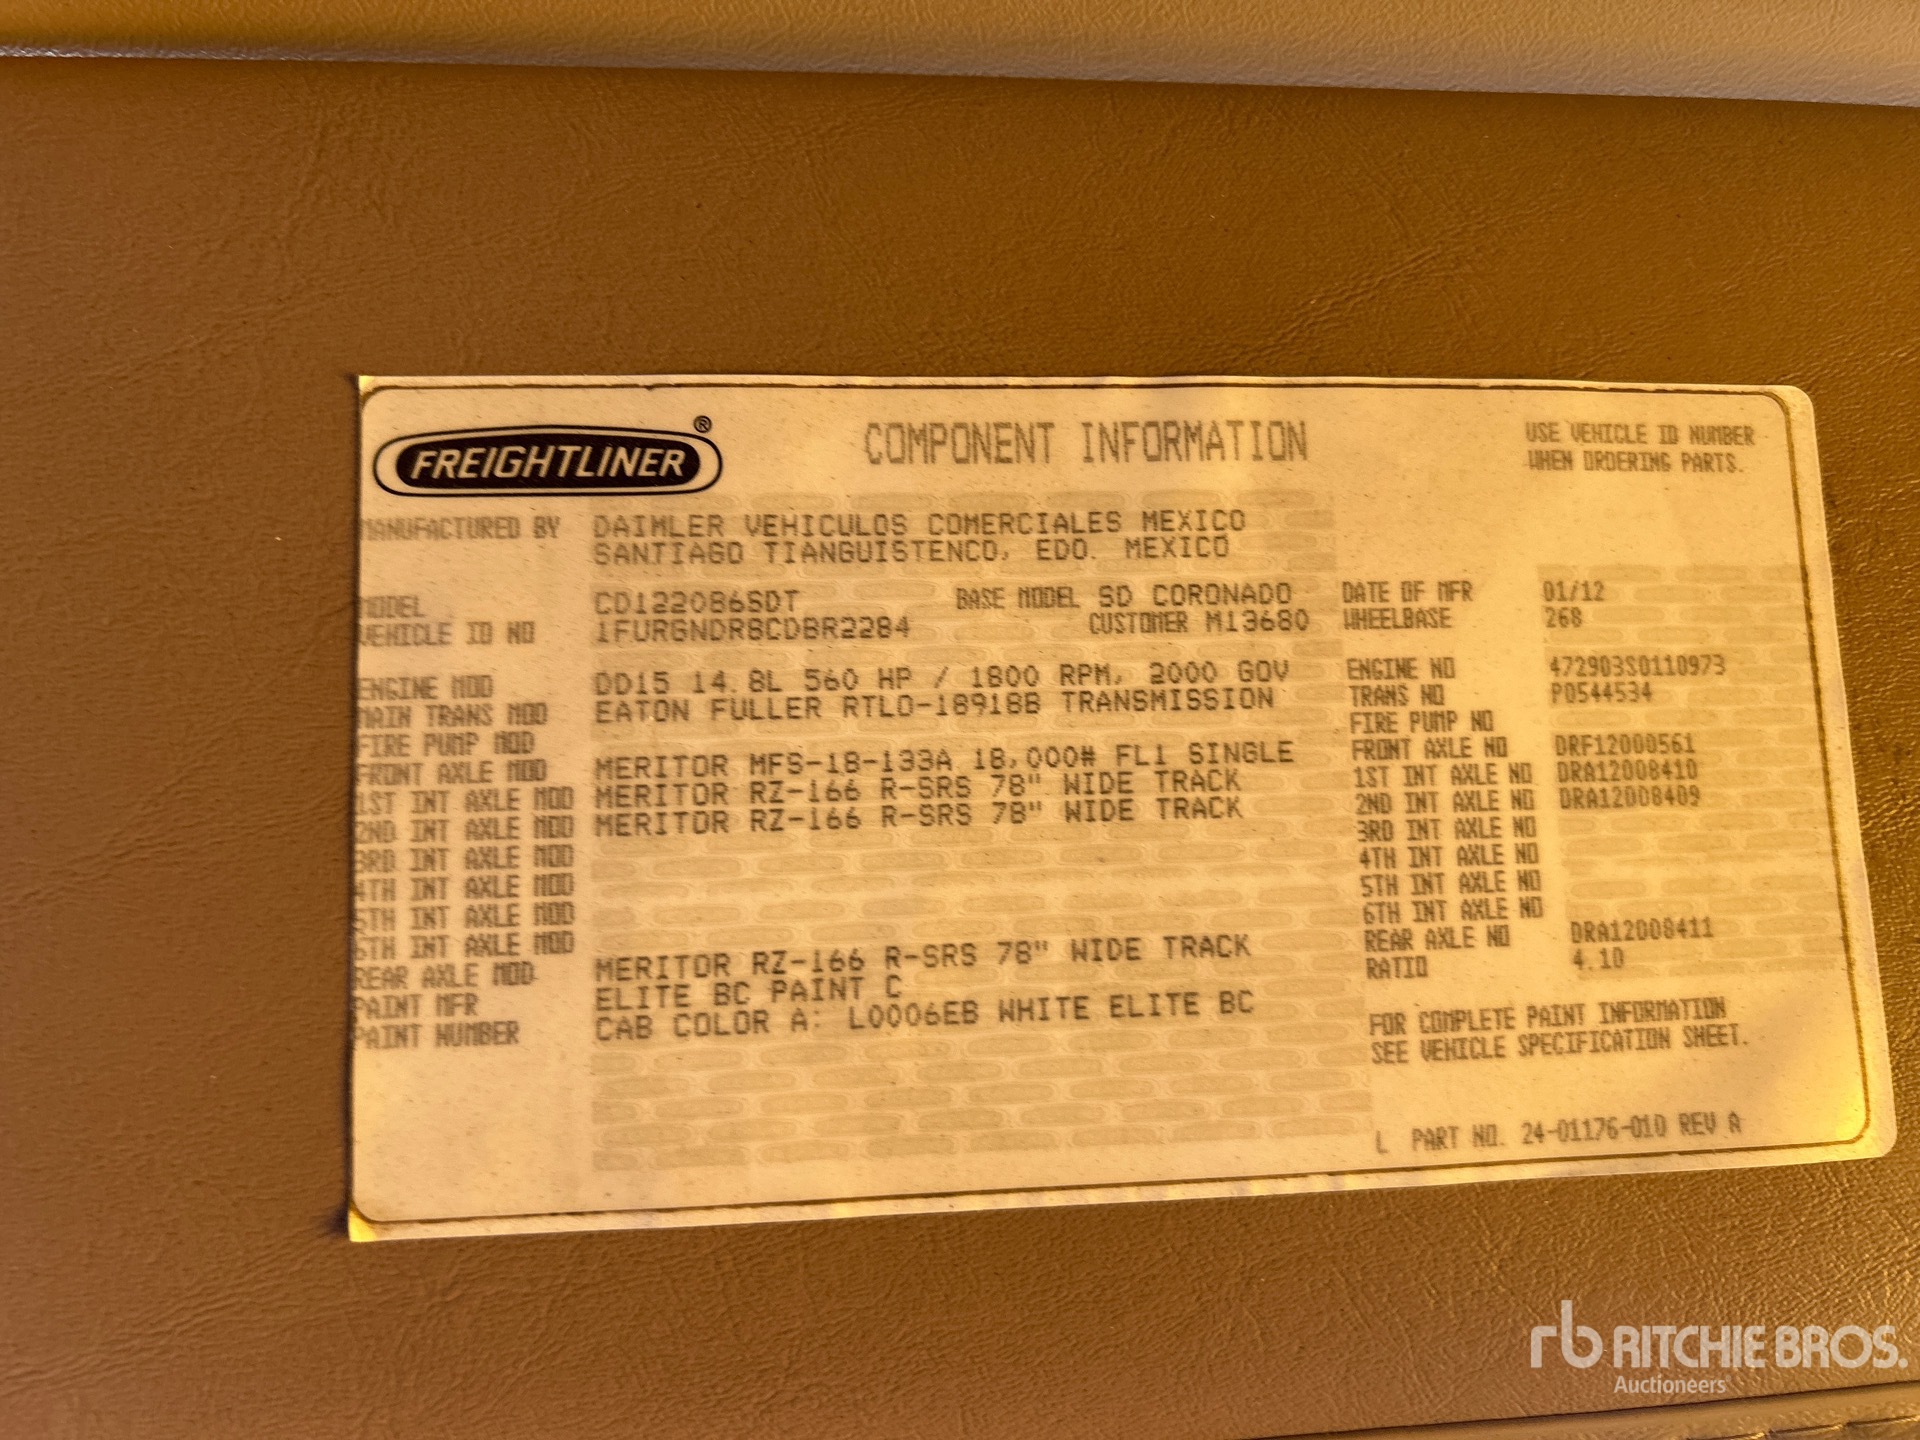 FREIGHTLINER®
COMPONENT INFORMATION
USE VEHICLE ID NUMBER
WHEN ORDERING PARTS.
MANUFACTURED BY DAIMLER VEHICULOS COMERCIALES MEXICO
SANTIAGO TIANGUISTENCO, EDO. MEXICO
MODEL CD122086SDT BASE MODEL SD CORONADO DATE OF MFR 01/12
VEHICLE ID NO 1FURGNDR8CDBR2284 CUSTOMER M13680 WHEELBASE 268
ENGINE MOD DD15 14.8L 560 HP / 1800 RPM, 2000 GOV ENGINE NO 472903S0110973
MAIN TRANS MOD EATON FULLER RTLO-18918B TRANSMISSION TRANS NO P0544534
FIRE PUMP MOD FIRE PUMP NO
FRONT AXLE MOD MERITOR MFS-18-133A 18,000# FL1 SINGLE FRONT AXLE NO DRF12000561
1ST INT AXLE MOD MERITOR RZ-166 R-SRS 78" WIDE TRACK 1ST INT AXLE NO DRA12008410
2ND INT AXLE MOD MERITOR RZ-166 R-SRS 78" WIDE TRACK 2ND INT AXLE NO DRA12008409
3RD INT AXLE MOD 3RD INT AXLE NO
4TH INT AXLE MOD 4TH INT AXLE NO
5TH INT AXLE MOD 5TH INT AXLE NO
6TH INT AXLE MOD 6TH INT AXLE NO
REAR AXLE MOD MERITOR RZ-166 R-SRS 78" WIDE TRACK REAR AXLE NO DRA12008411
PAINT MFR ELITE BC PAINT C RATIO 4.10
PAINT NUMBER CAB COLOR A: L0006EB WHITE ELITE BC
FOR COMPLETE PAINT INFORMATION
SEE VEHICLE SPECIFICATION SHEET.
L PART NO. 24-01176-010 REV A
rb RITCHIE BROS.
Auctioneers